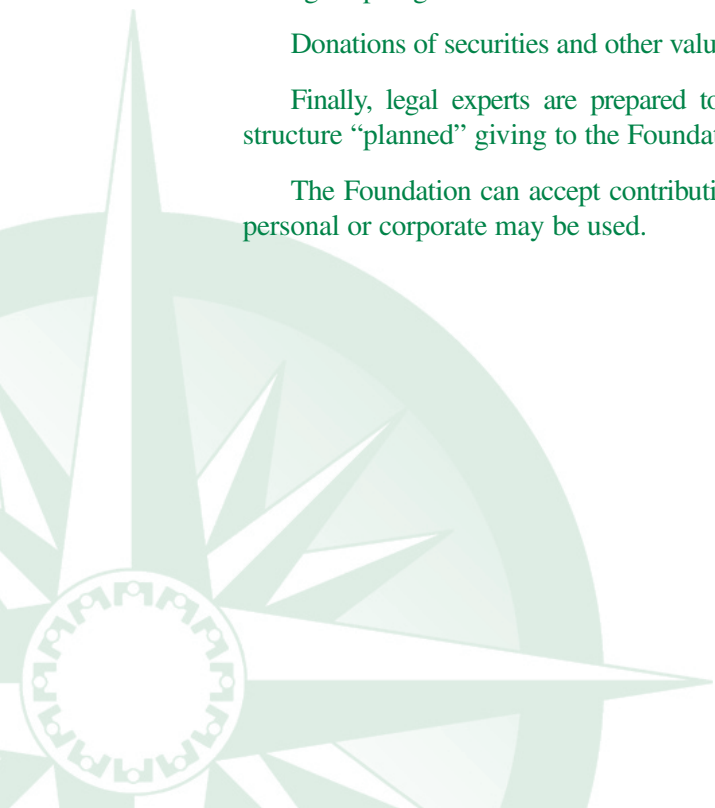 Donations of securities and other valu
Finally, legal experts are prepared to
structure “planned” giving to the Foundat
The Foundation can accept contributi
personal or corporate may be used.